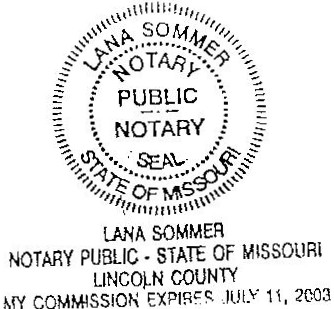 LANA SOMMER
NOTARY
PUBLIC
NOTARY
SEAL
STATE OF MISSOURI
LANA SOMMER
NOTARY PUBLIC - STATE OF MISSOURI
LINCOLN COUNTY
MY COMMISSION EXPIRES JULY 11, 2003